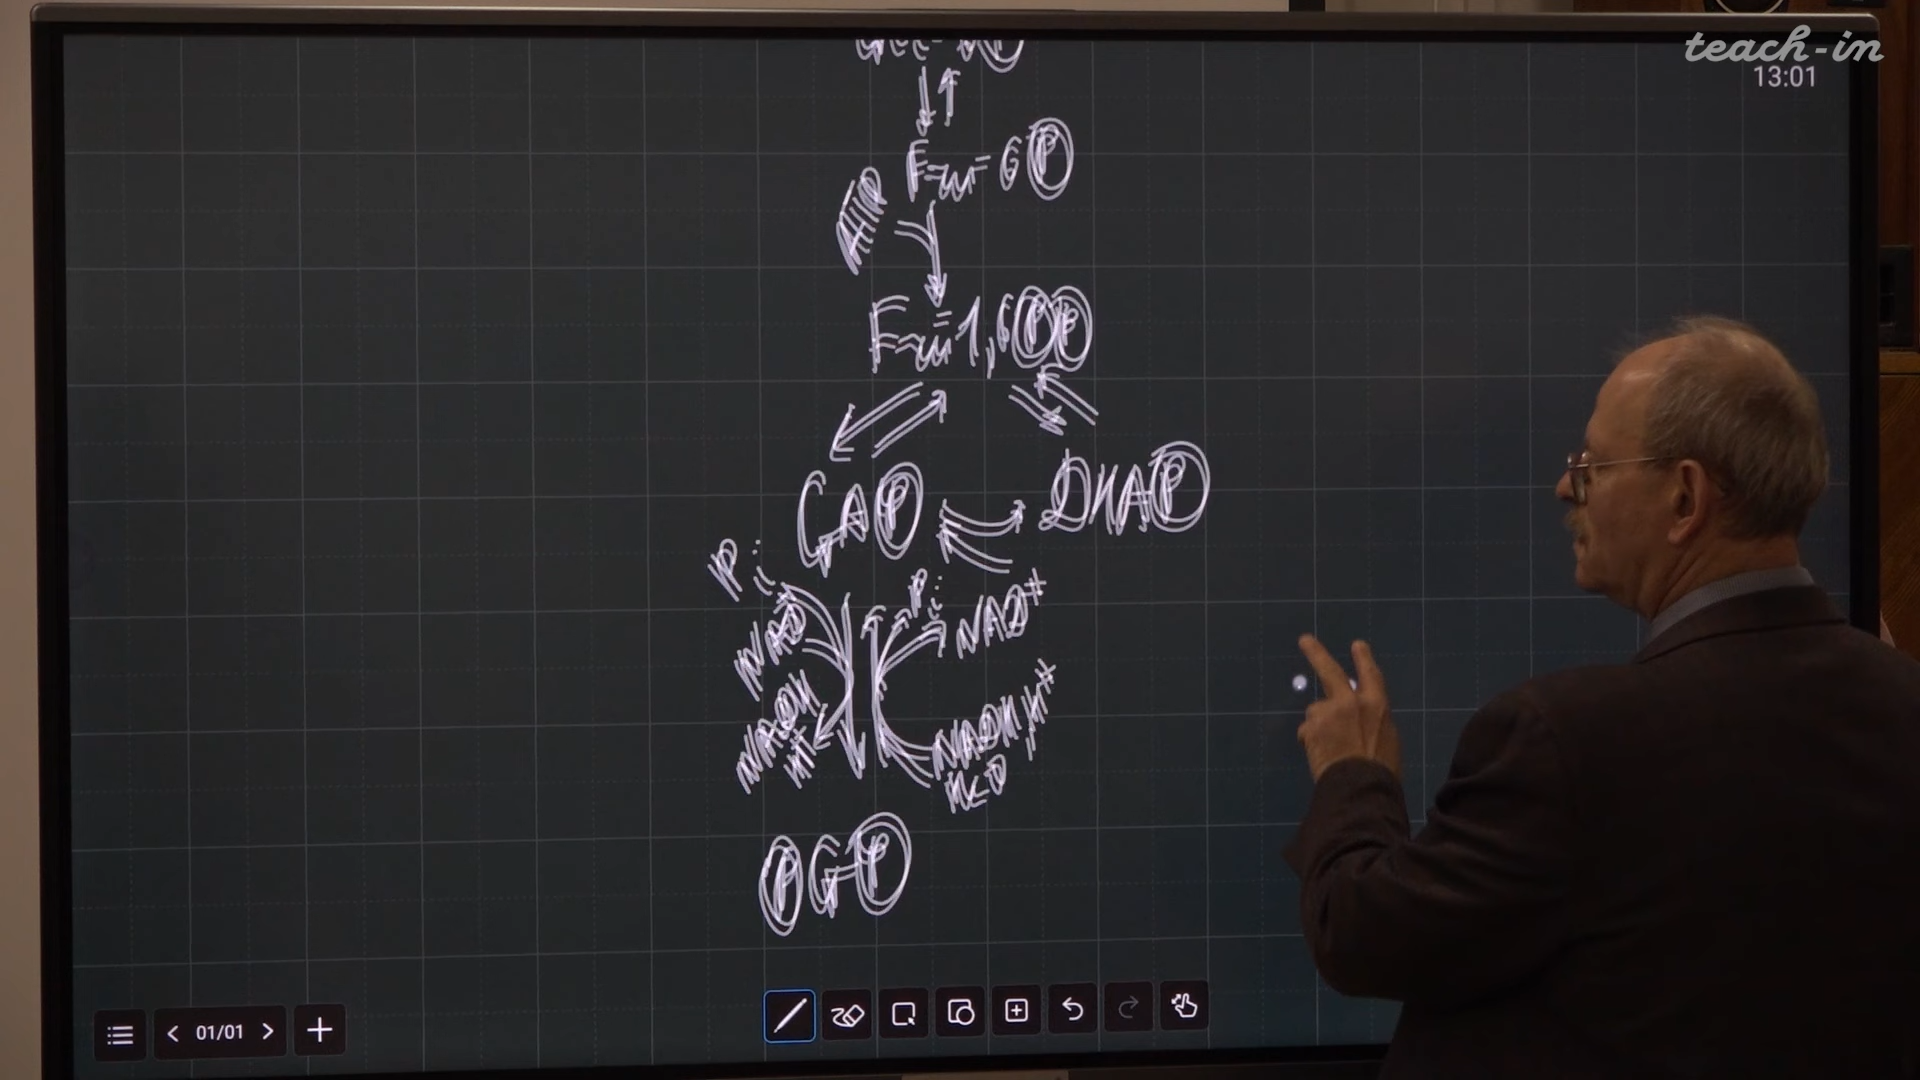 teach-in
13:01
Fru-6P
ATP
Fru-1,6PP
GAP
DHAP
Pi
Pi
NAD+
NAD
NADH
H+
NADH,H+
PGP
01/01